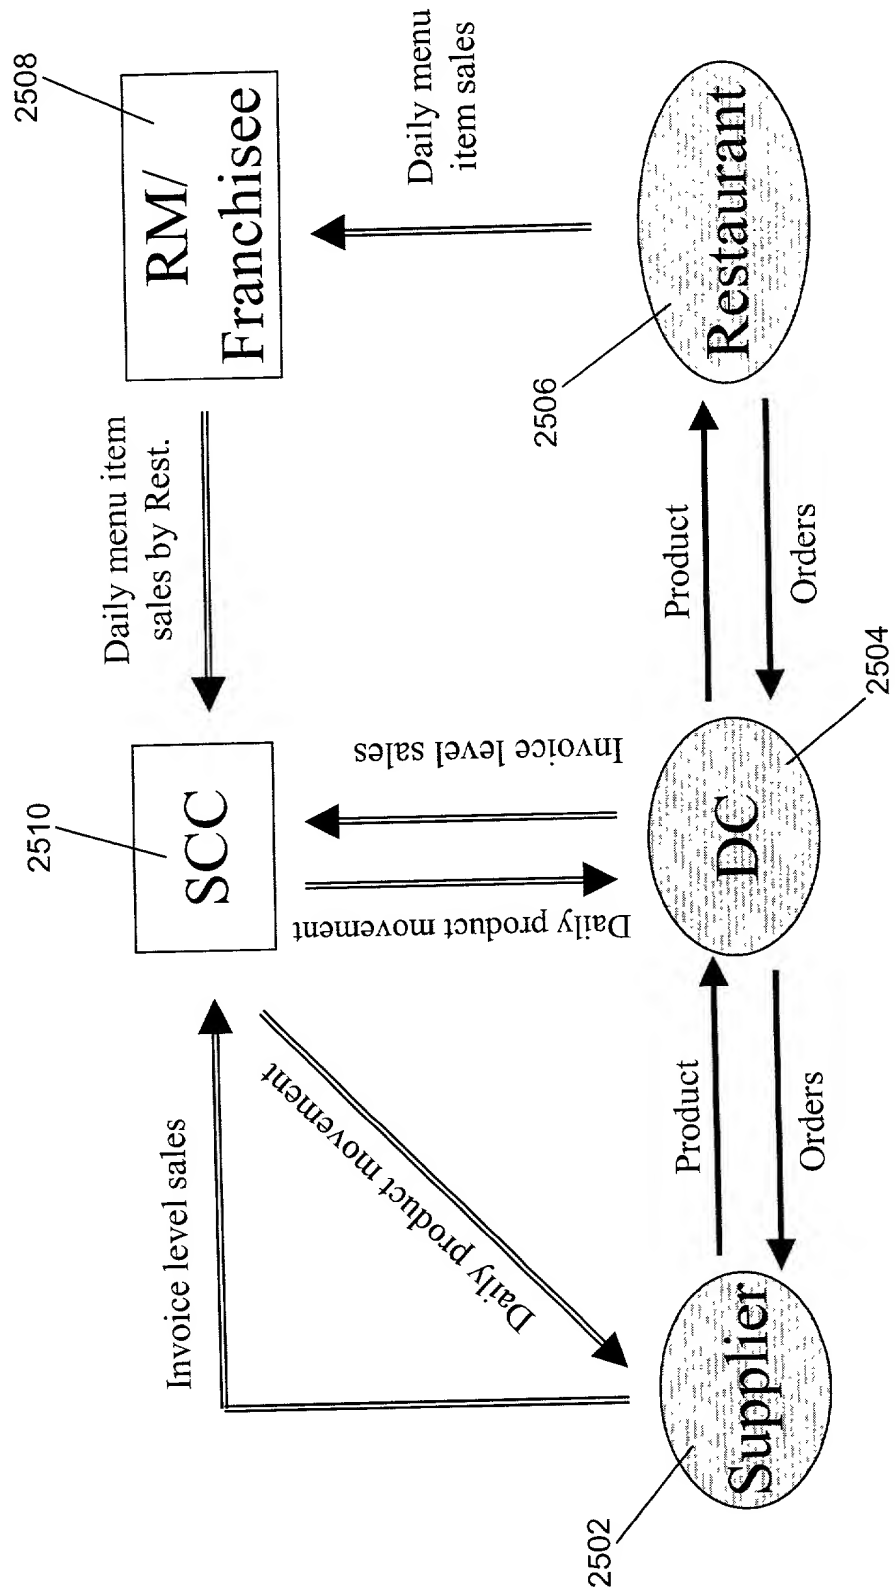 2508
RM/
Franchisee
Daily menu
item sales
Daily menu item
sales by Rest.
2510
SCC
Invoice level sales
Daily product movement
Invoice level sales
Daily product movement
2506
Restaurant
Product
Orders
2504
DC
Product
Orders
2502
Supplier